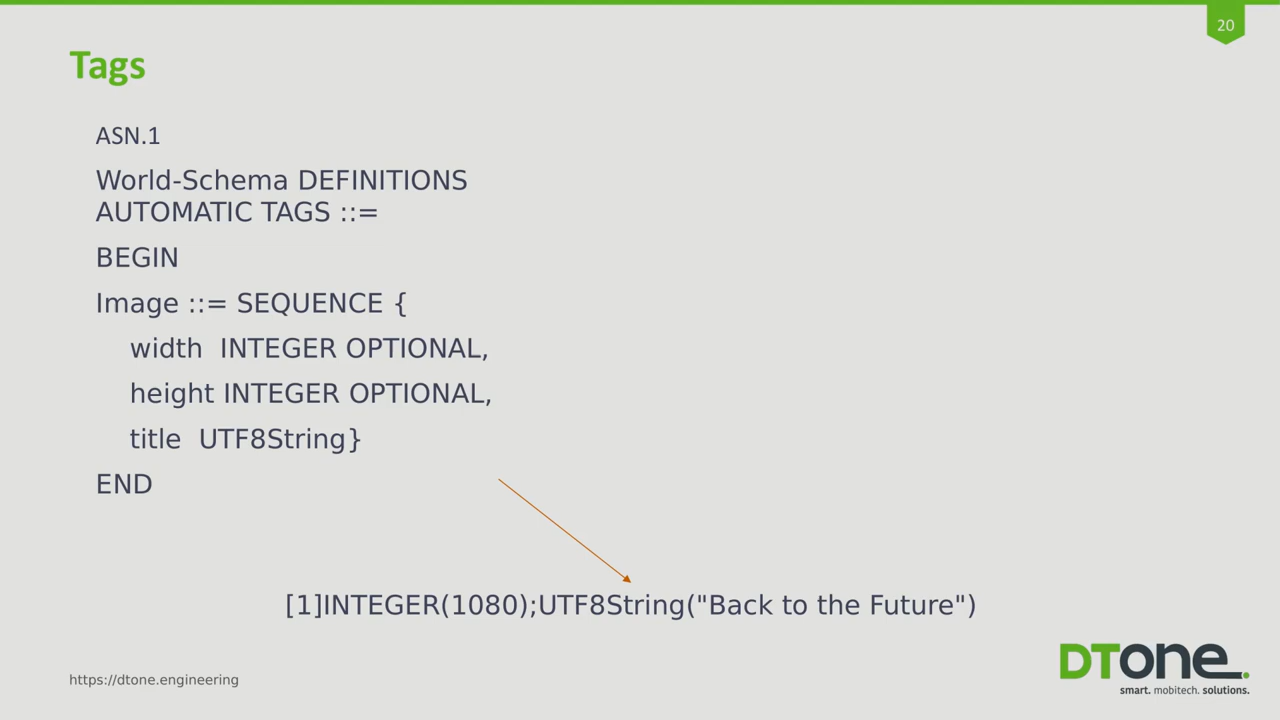 20
Tags
ASN.1
World-Schema DEFINITIONS
AUTOMATIC TAGS ::=
BEGIN
Image ::= SEQUENCE {
width  INTEGER OPTIONAL,
height INTEGER OPTIONAL,
title  UTF8String}
END
[1]INTEGER(1080);UTF8String("Back to the Future")
https://dtone.engineering
DTone.
smart. mobitech. solutions.